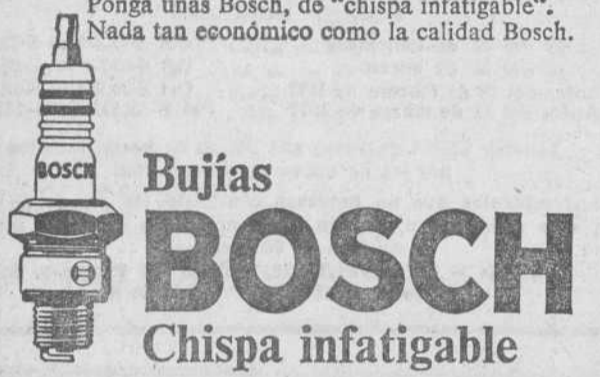 Ponga unas Bosch, de "chispa infatigable".
Nada tan económico como la calidad Bosch.
BOSCH
Bujías
BOSCH
Chispa infatigable